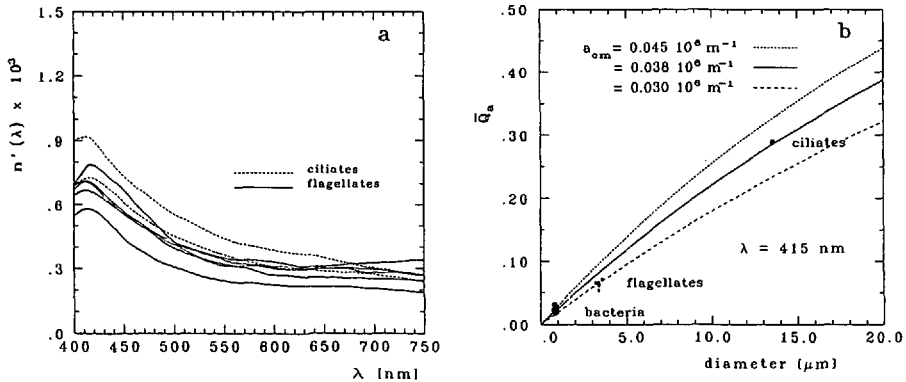 a
1.5
1.2
.9
.6
.3
.0
n'(λ) × 10³
ciliates
flagellates
400 450 500 550 600 650 700 750
λ [nm]
b
.50
.40
.30
.20
.10
.00
Q̅a
acm = 0.045 10⁶ m⁻¹
= 0.038 10⁶ m⁻¹
= 0.030 10⁶ m⁻¹
ciliates
λ = 415 nm
flagellates
bacteria
.0 5.0 10.0 15.0 20.0
diameter [μm]